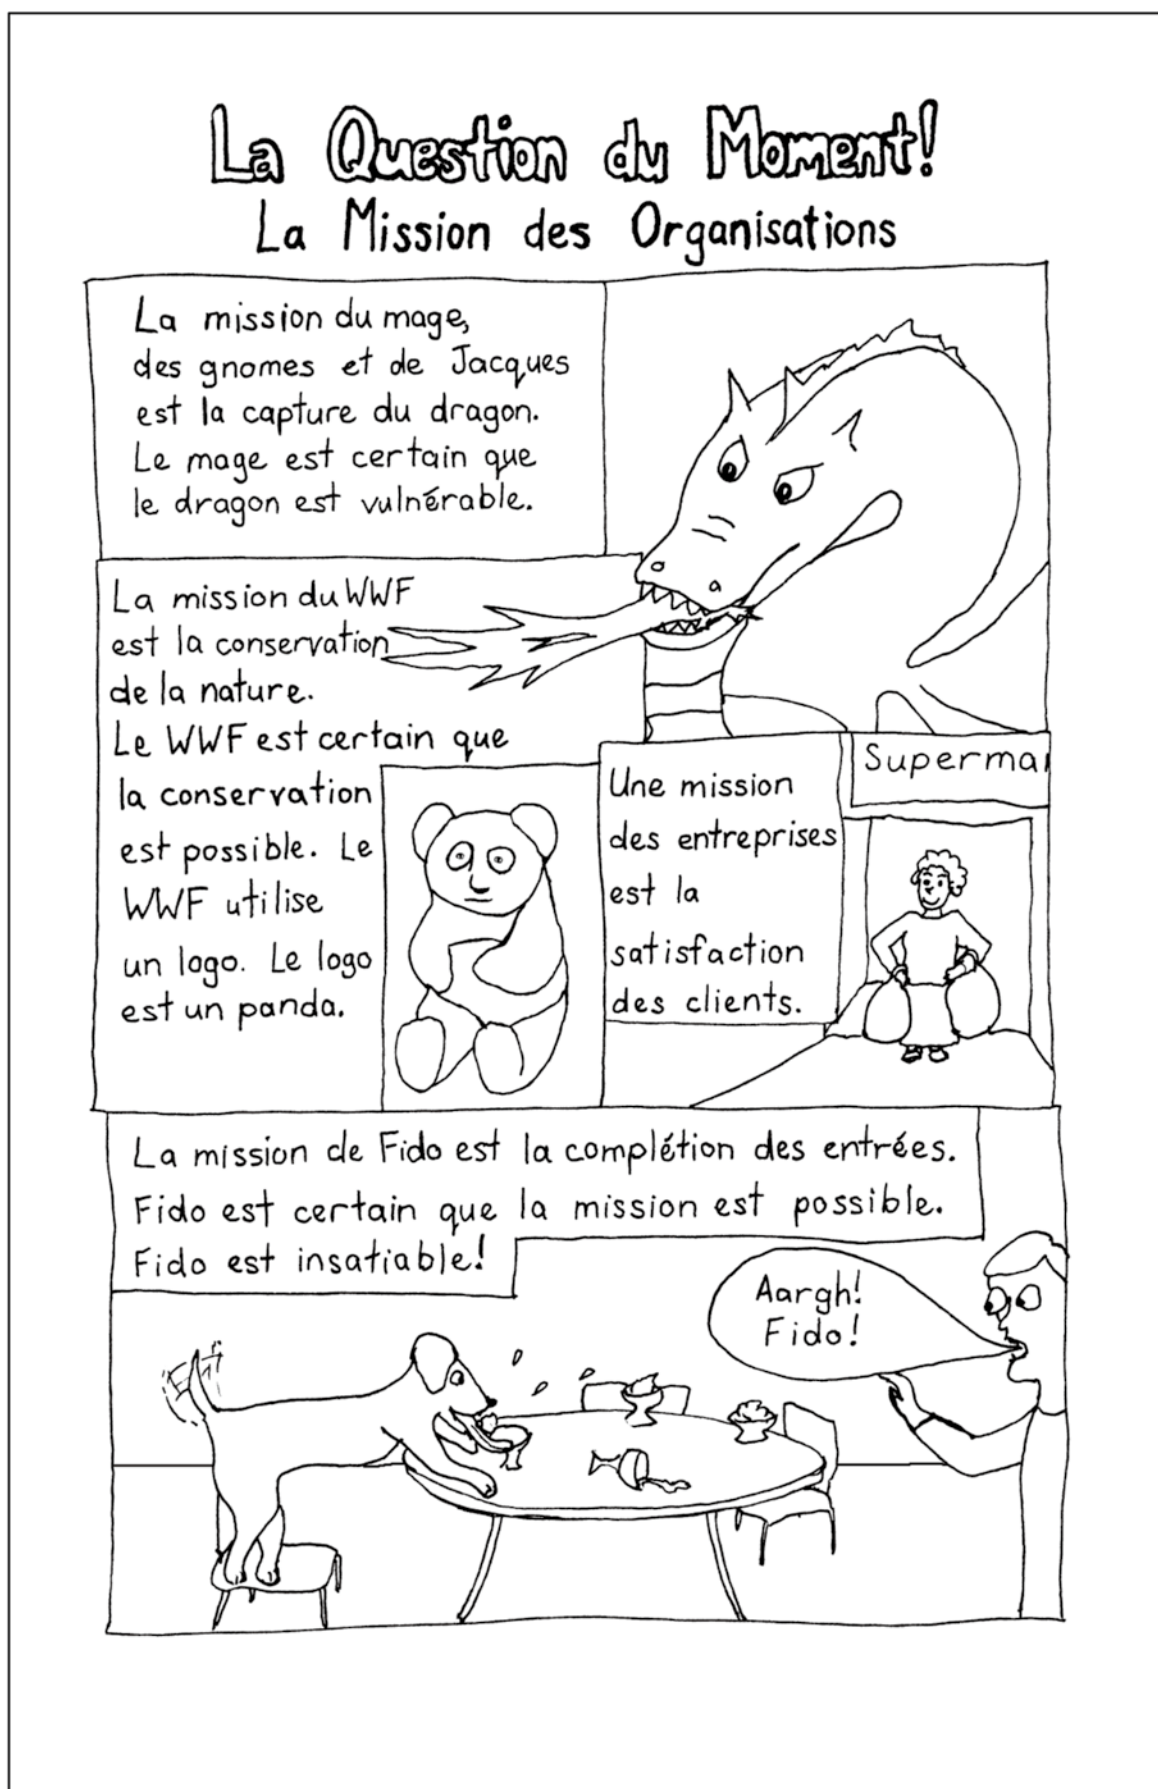 La Question du Moment!
La Mission des Organisations
La mission du mage,
des gnomes et de Jacques
est la capture du dragon.
Le mage est certain que
le dragon est vulnérable.
La mission du WWF
est la conservation
de la nature.
Le WWF est certain que
la conservation
est possible. Le
WWF utilise
un logo. Le logo
est un panda.
Une mission
des entreprises
est la
satisfaction
des clients.
Supermar
La mission de Fido est la complétion des entrées.
Fido est certain que la mission est possible.
Fido est insatiable!
Aargh!
Fido!